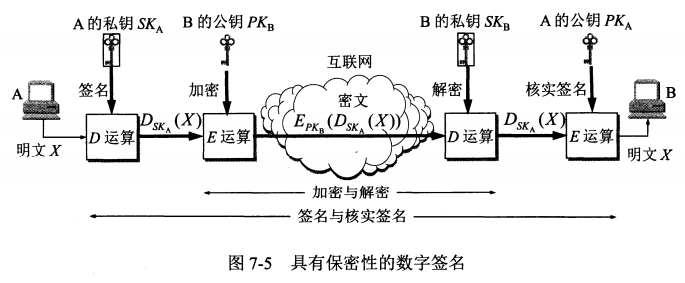 A 的私钥 SK_A
B 的公钥 PK_B
B 的私钥 SK_B
A 的公钥 PK_A
互联网
A
签名
加密
密文
解密
核实签名
B
D_{SK_A}(X)
E_{PK_B}(D_{SK_A}(X))
D_{SK_A}(X)
D 运算
E 运算
D 运算
E 运算
明文 X
明文 X
加密与解密
签名与核实签名
图 7-5 具有保密性的数字签名